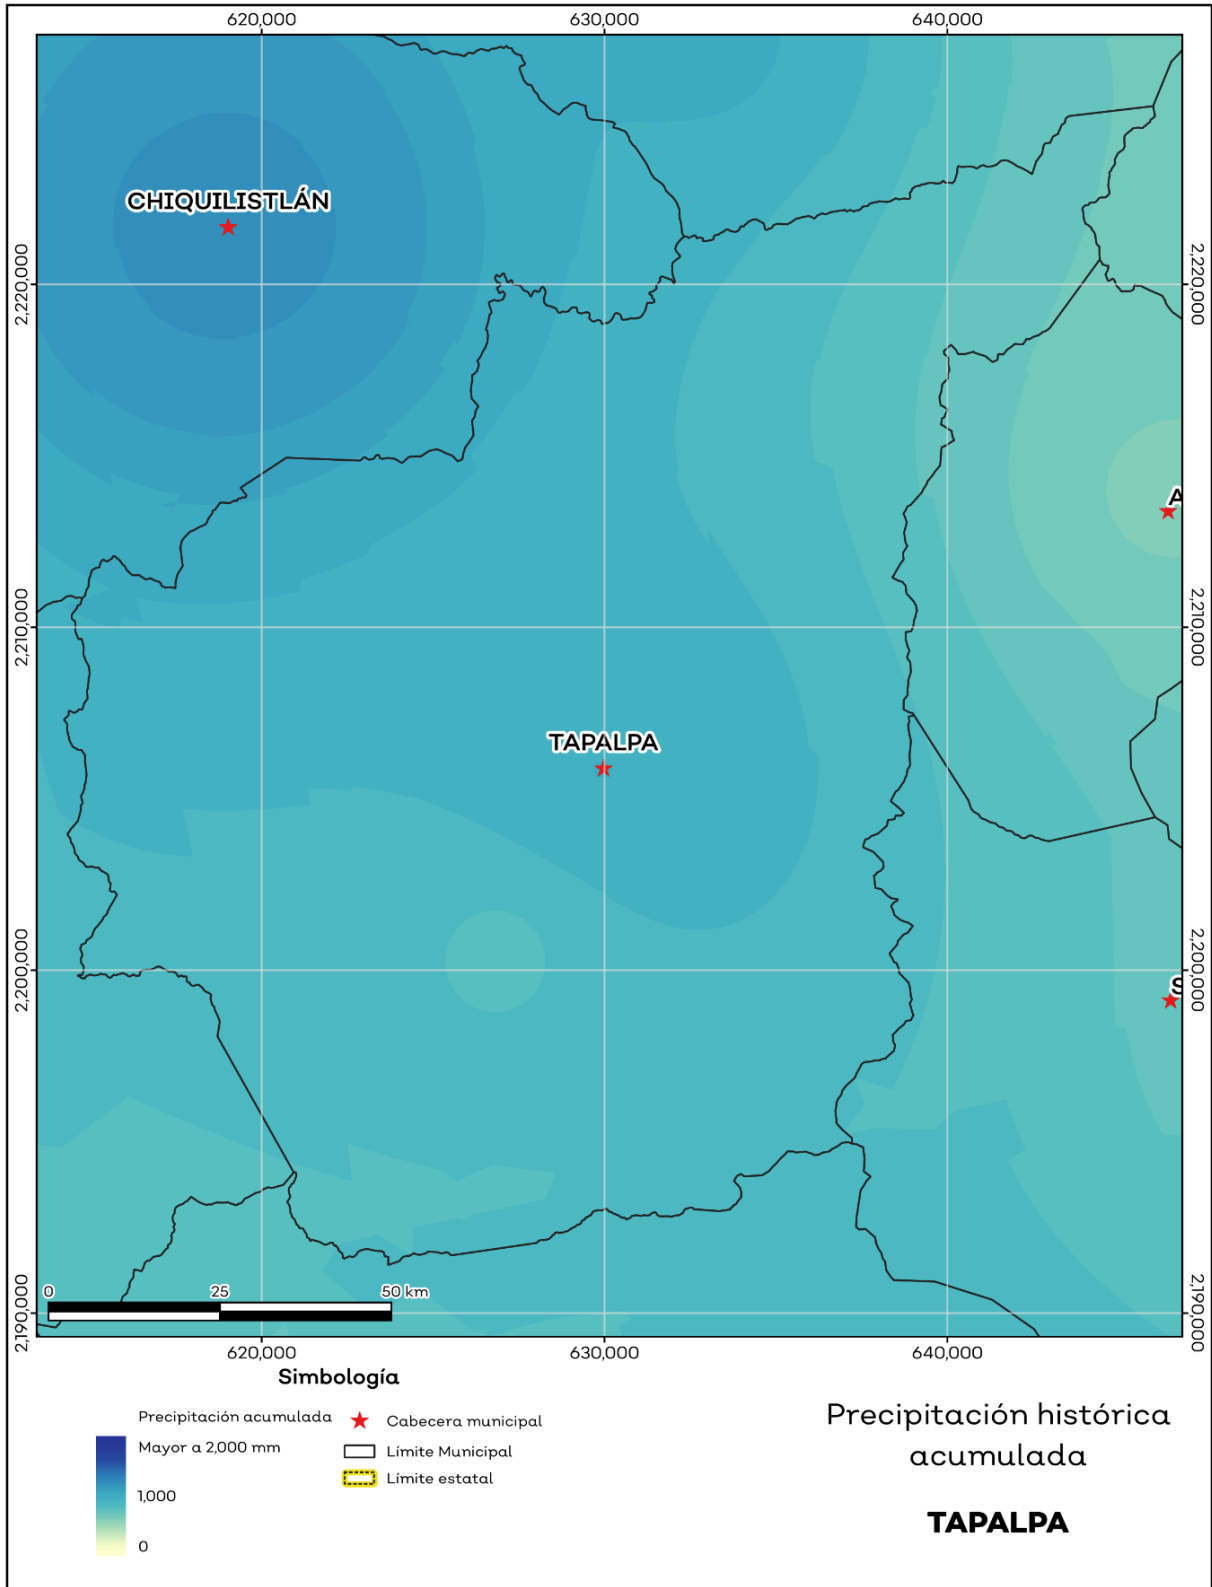 620,000 630,000 640,000
CHIQUILISTLÁN
2,220,000 2,220,000
A
2,210,000 2,210,000
TAPALPA
2,200,000 2,200,000
S
2,190,000 2,190,000
0 25 50 km
620,000 630,000 640,000
Simbología
Precipitación acumulada
Mayor a 2,000 mm
1,000
0
Cabecera municipal
Límite Municipal
Límite estatal
Precipitación histórica
acumulada
TAPALPA